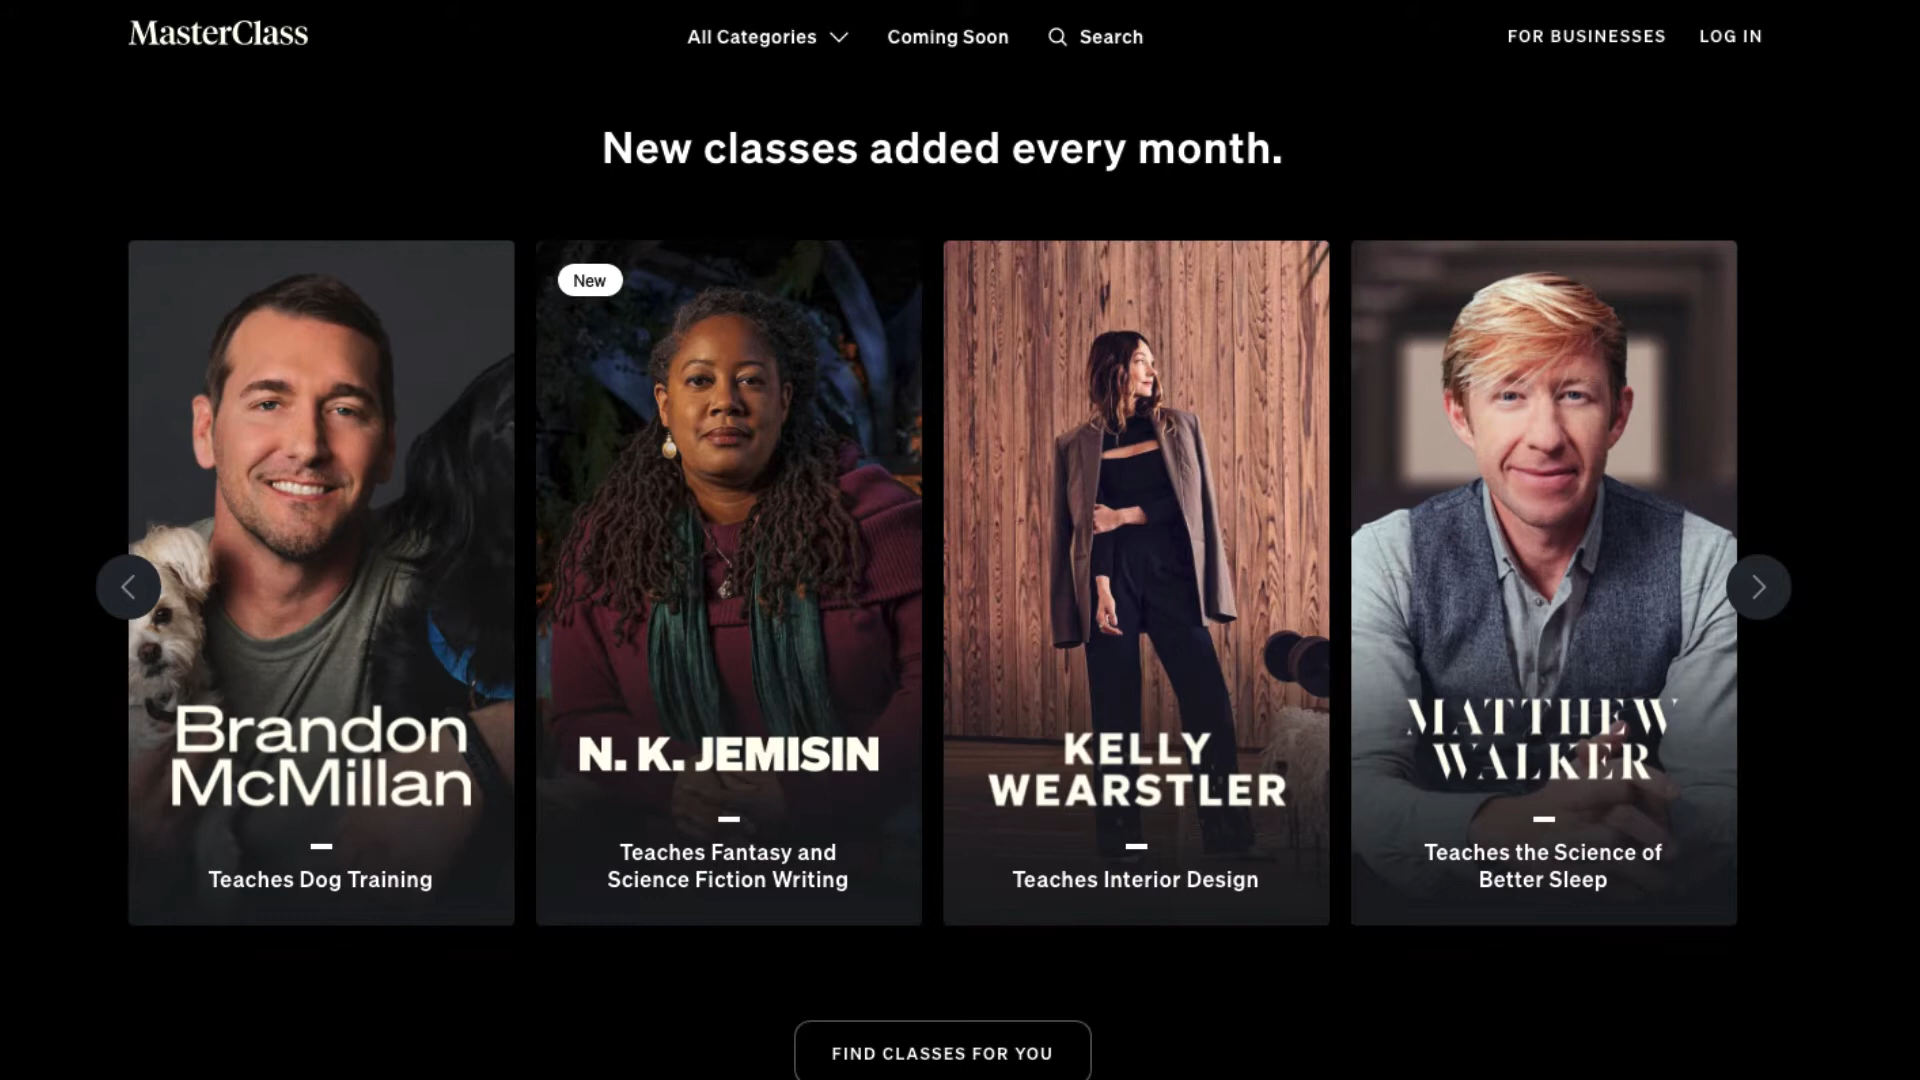 MasterClass
All Categories
Coming Soon
Search
FOR BUSINESSES
LOG IN
New classes added every month.
Brandon
McMillan
Teaches Dog Training
New
N. K. JEMISIN
Teaches Fantasy and
Science Fiction Writing
KELLY
WEARSTLER
Teaches Interior Design
MATTHEW
WALKER
Teaches the Science of
Better Sleep
FIND CLASSES FOR YOU